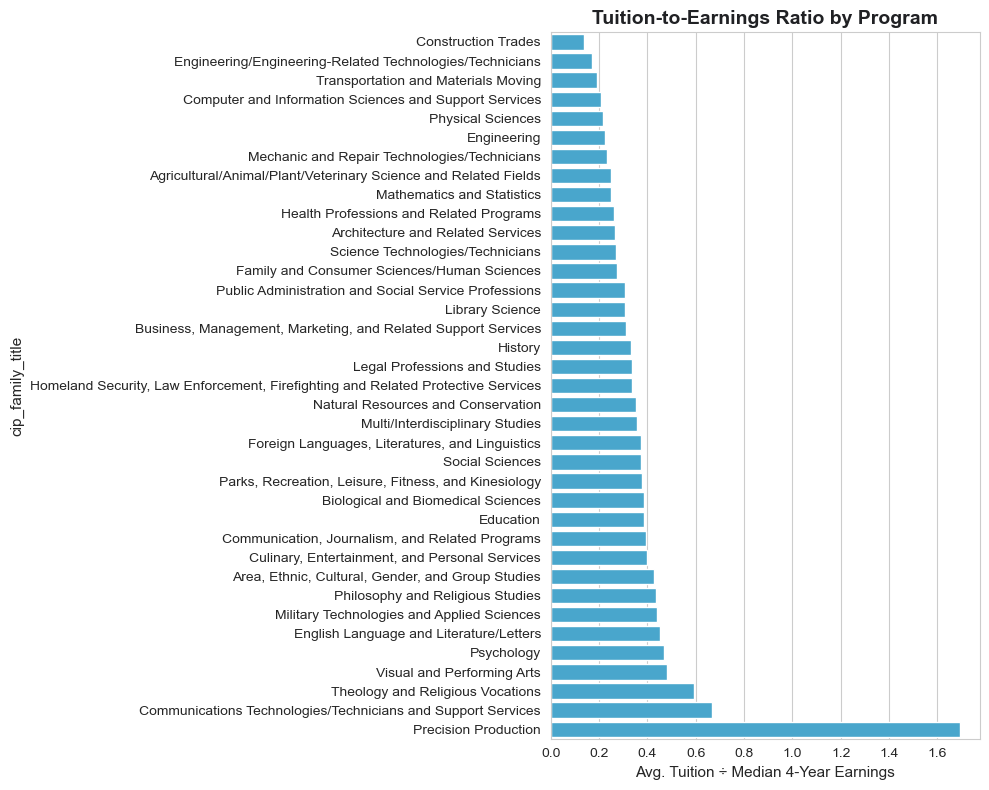 Tuition-to-Earnings Ratio by Program
cip_family_title
Construction Trades
Engineering/Engineering-Related Technologies/Technicians
Transportation and Materials Moving
Computer and Information Sciences and Support Services
Physical Sciences
Engineering
Mechanic and Repair Technologies/Technicians
Agricultural/Animal/Plant/Veterinary Science and Related Fields
Mathematics and Statistics
Health Professions and Related Programs
Architecture and Related Services
Science Technologies/Technicians
Family and Consumer Sciences/Human Sciences
Public Administration and Social Service Professions
Library Science
Business, Management, Marketing, and Related Support Services
History
Legal Professions and Studies
Homeland Security, Law Enforcement, Firefighting and Related Protective Services
Natural Resources and Conservation
Multi/Interdisciplinary Studies
Foreign Languages, Literatures, and Linguistics
Social Sciences
Parks, Recreation, Leisure, Fitness, and Kinesiology
Biological and Biomedical Sciences
Education
Communication, Journalism, and Related Programs
Culinary, Entertainment, and Personal Services
Area, Ethnic, Cultural, Gender, and Group Studies
Philosophy and Religious Studies
Military Technologies and Applied Sciences
English Language and Literature/Letters
Psychology
Visual and Performing Arts
Theology and Religious Vocations
Communications Technologies/Technicians and Support Services
Precision Production
0.0 0.2 0.4 0.6 0.8 1.0 1.2 1.4 1.6
Avg. Tuition ÷ Median 4-Year Earnings